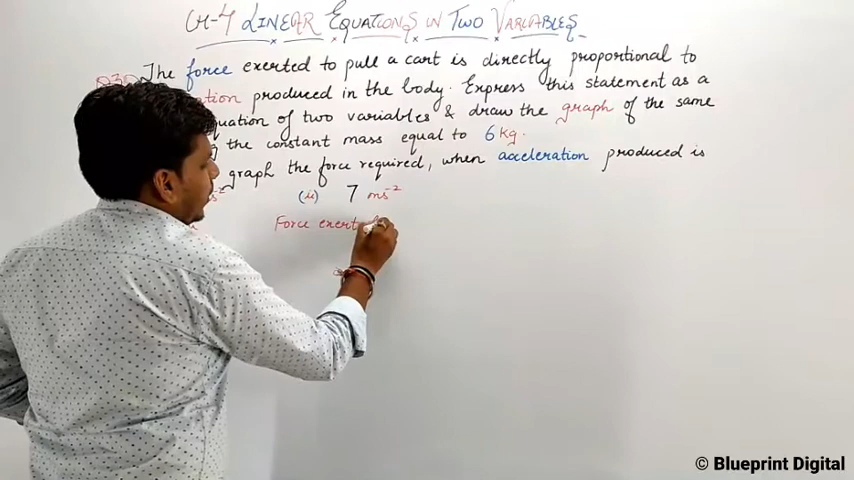 CH-4 LINEAR EQUATIONS IN TWO VARIABLES
The force exerted to pull a cart is directly proportional to
produced in the body. Express this statement as a
equation of two variables & draw the graph of the same
the constant mass equal to 6 kg.
graph the force required, when acceleration produced is
(ii) 7 ms⁻²
Force
© Blueprint Digital